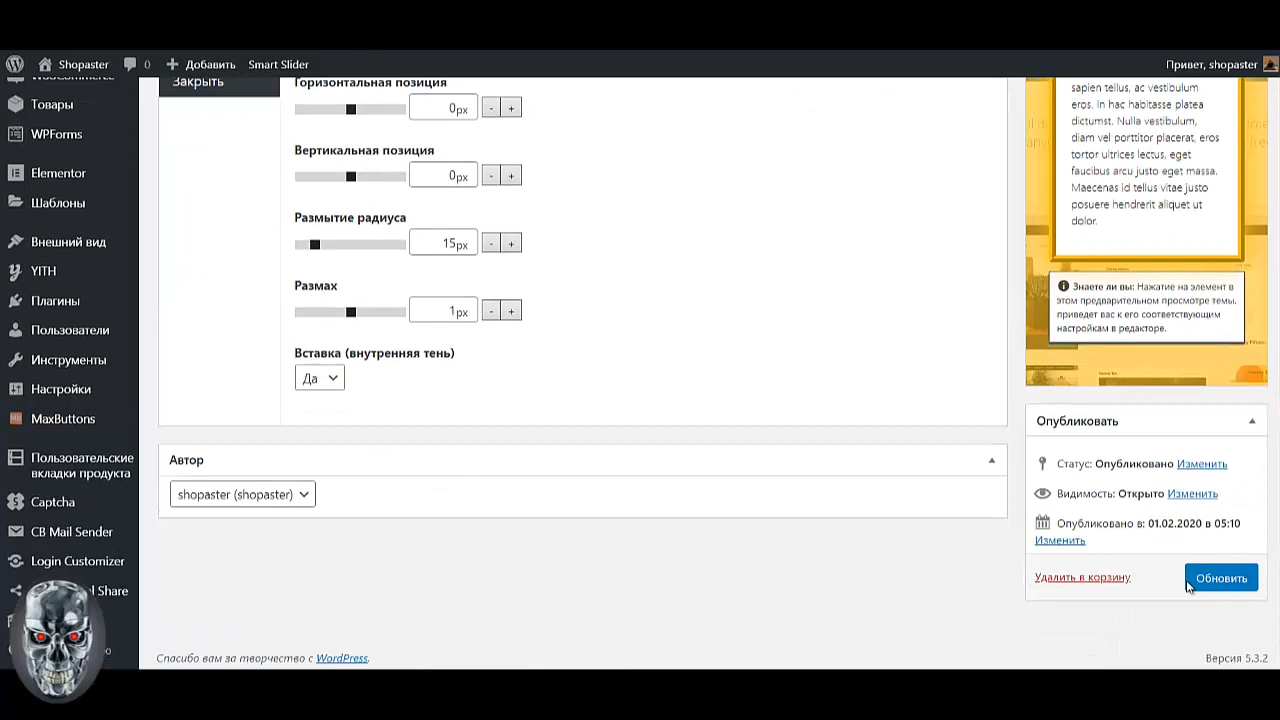 Shopaster
0
Добавить
Smart Slider
Привет, shopaster
WooCommerce
Товары
WPForms
Elementor
Шаблоны
Внешний вид
YITH
Плагины
Пользователи
Инструменты
Настройки
MaxButtons
Пользовательские
вкладки продукта
Captcha
CB Mail Sender
Login Customizer
Share
Закрыть
Горизонтальная позиция
0px
-
+
Вертикальная позиция
0px
-
+
Размытие радиуса
15px
-
+
Размах
1px
-
+
Вставка (внутренняя тень)
Да
Автор
shopaster (shopaster)
Спасибо вам за творчество с WordPress.
sapien tellus, ac vestibulum
eros. In hac habitasse platea
dictumst. Nulla vestibulum,
diam vel porttitor placerat, eros
tortor ultrices lectus, eget
faucibus arcu justo eget massa.
Maecenas id tellus vitae justo
posuere hendrerit aliquet ut
dolor.
Знаете ли вы: Нажатие на элемент в
этом предварительном просмотре темы,
приведет вас к его соответствующим
настройкам в редакторе.
Опубликовать
Статус: Опубликовано Изменить
Видимость: Открыто Изменить
Опубликовано в: 01.02.2020 в 05:10
Изменить
Удалить в корзину
Обновить
Версия 5.3.2